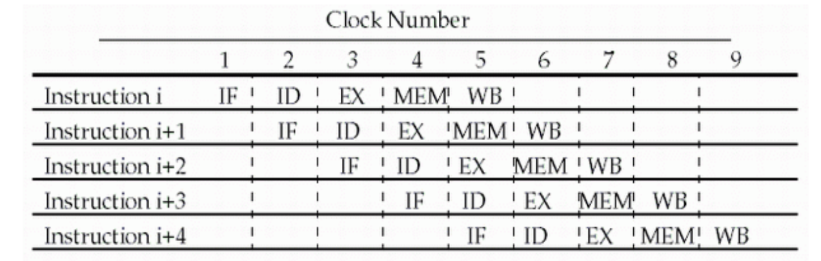 Clock Number
1 2 3 4 5 6 7 8 9
Instruction i IF ID EX MEM WB
Instruction i+1 IF ID EX MEM WB
Instruction i+2 IF ID EX MEM WB
Instruction i+3 IF ID EX MEM WB
Instruction i+4 IF ID EX MEM WB